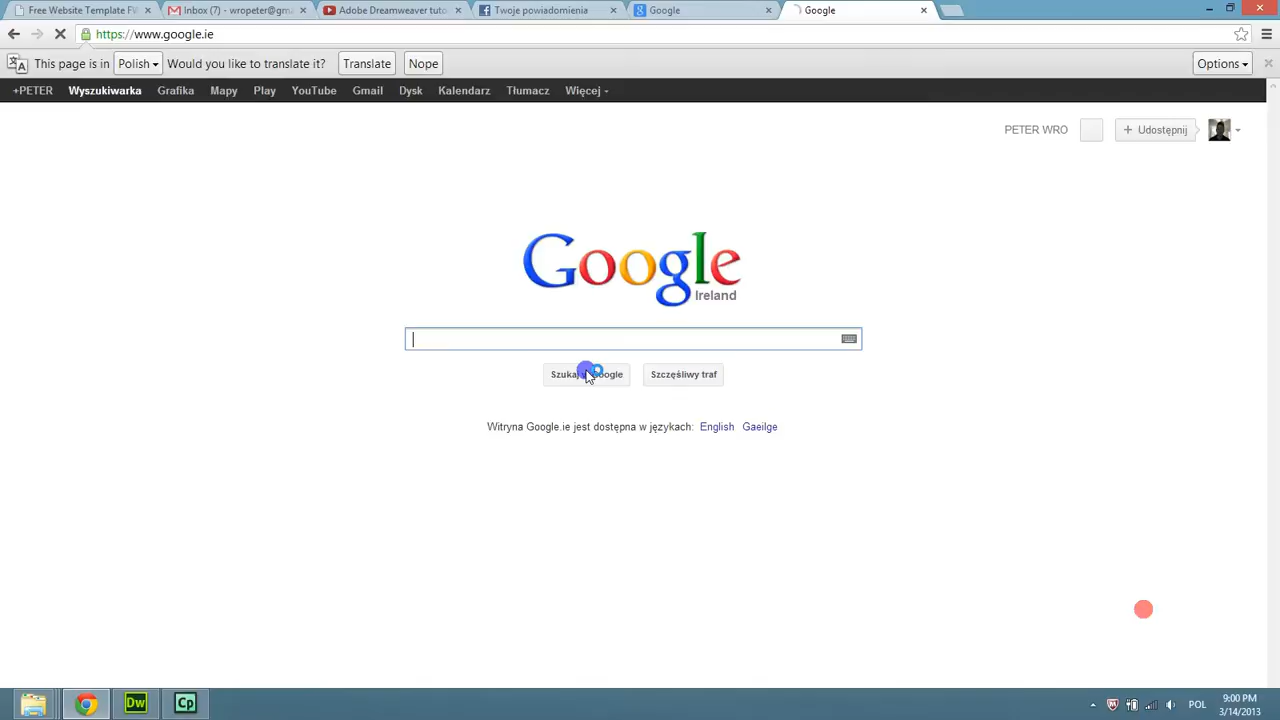 Free Website Template FW
Inbox (7) - wropeter@gma
Adobe Dreamweaver tuto
Twoje powiadomienia
Google
Google
https://www.google.ie
This page is in Polish Would you like to translate it? Translate Nope Options
+PETER Wyszukiwarka Grafika Mapy Play YouTube Gmail Dysk Kalendarz Tłumacz Więcej
PETER WRO + Udostępnij
Google
Ireland
Szukaj w Google Szczęśliwy traf
Witryna Google.ie jest dostępna w językach: English Gaeilge
Dw Cp
POL
9:00 PM
3/14/2013